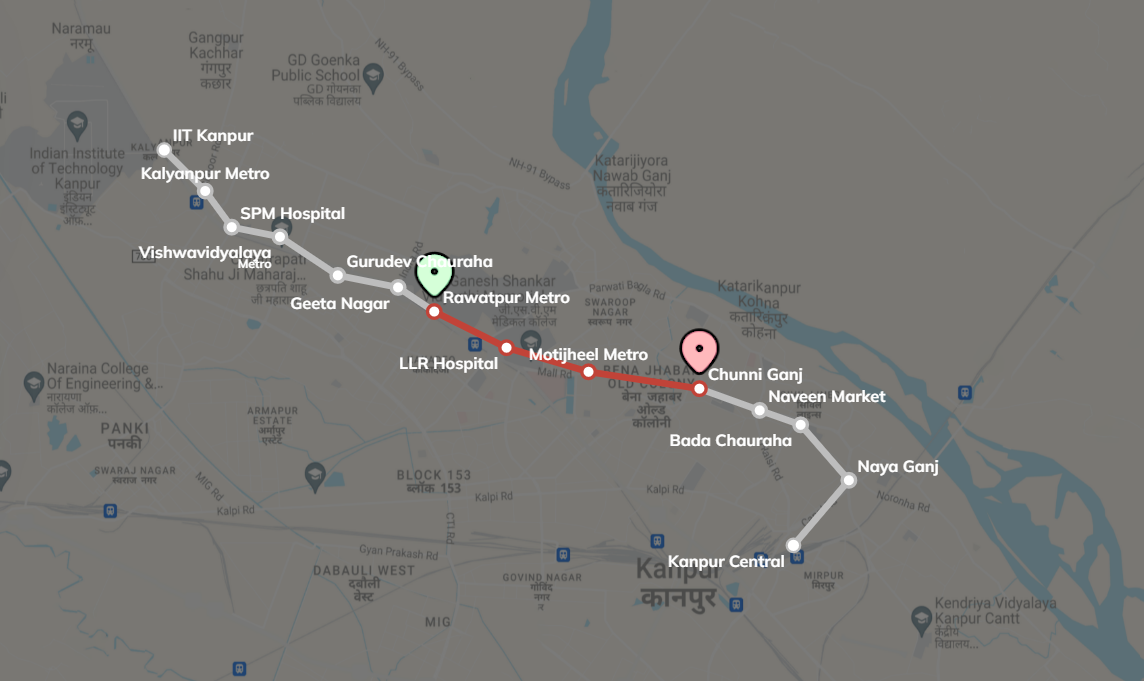 Naramau
नरमू
Gangpur
Kachhar
गंगपुर
कछार
NH-91 Bypass
GD Goenka
Public School
GD गोयनका
पब्लिक विद्यालय
IIT Kanpur
Indian Institute
of Technology
Kanpur
इंडियन
इंस्टिट्यूट
ऑफ़...
Kalyanpur Metro
NH-91 Bypass
Katarijiyora
Nawab Ganj
कतारिजियोरा
नवाब गंज
SPM Hospital
Vishwavidyalaya
Metro
Shahu Ji Maharaj...
छत्रपति शाहू
जी महाराज
Gurudev Chauraha
Geeta Nagar
Ganesh Shankar
Rawatpur Metro
जी.एस.वी.एम
मेडिकल कॉलेज
Parwati Bagla Rd
SWAROOP
NAGAR
स्वरूप नगर
Katarikanpur
Kohna
कतारिकंपुर
कोहना
LLR Hospital
Motijheel Metro
Mall Rd
BENA JHABAR
OLD COLONY
बेना जहाबर
ओल्ड
कॉलोनी
Chunni Ganj
Naveen Market
Bada Chauraha
Naya Ganj
Kanpur Central
Naraina College
Of Engineering &...
नारायणा
कॉलेज ऑफ़...
PANKI
पनकी
ARMAPUR
ESTATE
अर्मापुर
एस्टेट
SWARAJ NAGAR
स्वराज नगर
MIG Rd
Kalpi Rd
BLOCK 153
ब्लॉक 153
Kalpi Rd
Kalpi Rd
Noronha Rd
CTI Rd
Gyan Prakash Rd
DABAULI WEST
दबौली
वेस्ट
GOVIND NAGAR
गोविंद
नगर
Kanpur
कानपुर
MIRPUR
मिरपुर
MIG
Kendriya Vidyalaya
Kanpur Cantt
केंद्रीय
विद्यालय...